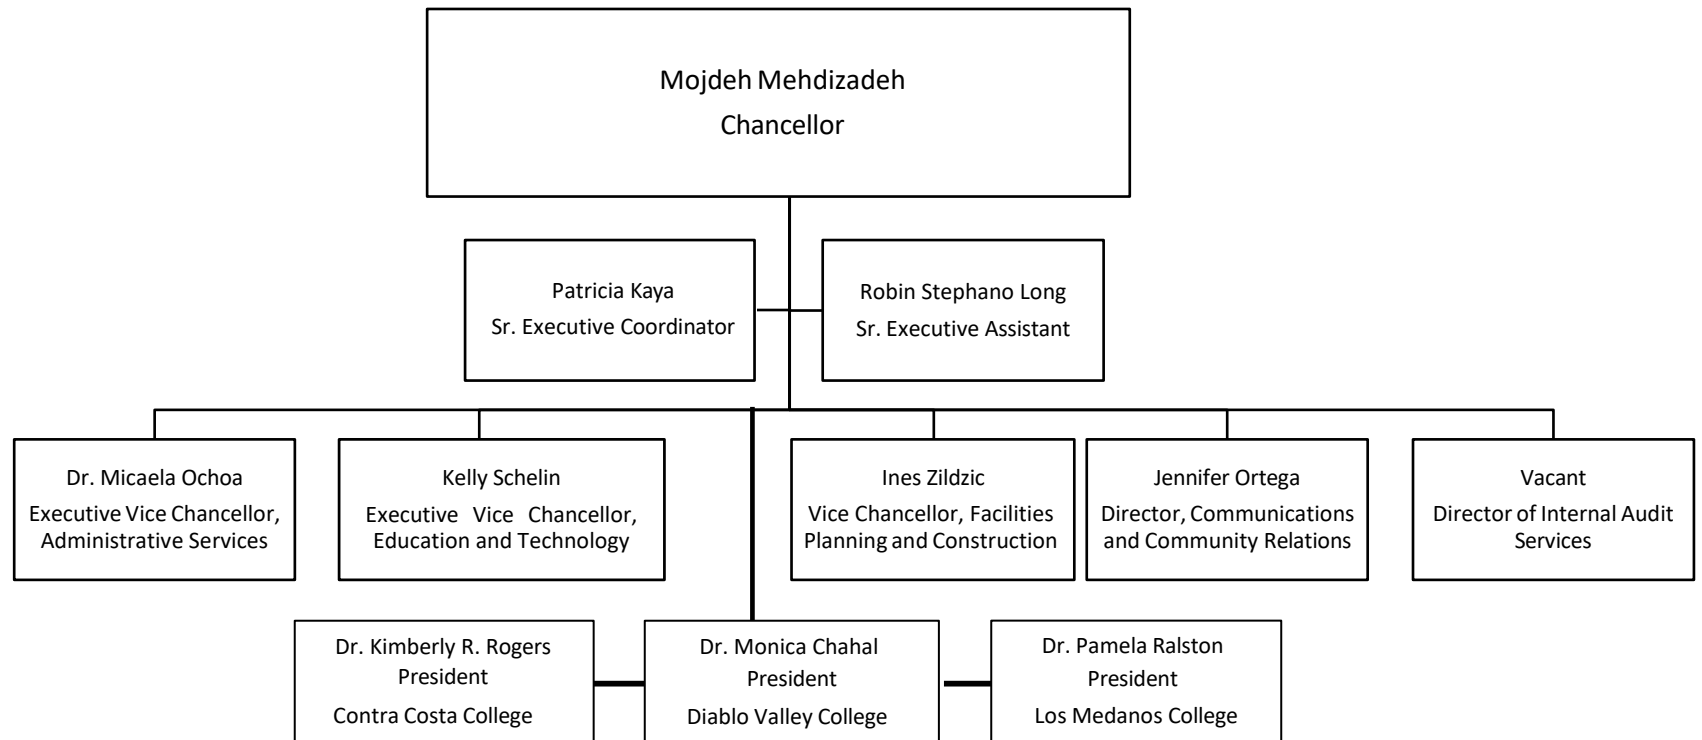 Mojdeh Mehdizadeh
Chancellor
Patricia Kaya
Sr. Executive Coordinator
Robin Stephano Long
Sr. Executive Assistant
Dr. Micaela Ochoa
Executive Vice Chancellor,
Administrative Services
Kelly Schelin
Executive Vice Chancellor,
Education and Technology
Ines Zildzic
Vice Chancellor, Facilities
Planning and Construction
Jennifer Ortega
Director, Communications
and Community Relations
Vacant
Director of Internal Audit
Services
Dr. Kimberly R. Rogers
President
Contra Costa College
Dr. Monica Chahal
President
Diablo Valley College
Dr. Pamela Ralston
President
Los Medanos College